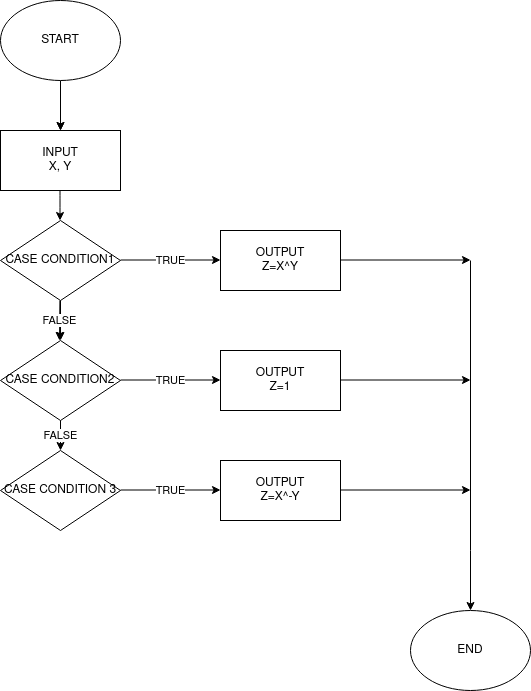 START
INPUT
X, Y
CASE CONDITION1
TRUE
OUTPUT
Z=X^Y
FALSE
CASE CONDITION2
TRUE
OUTPUT
Z=1
FALSE
CASE CONDITION 3
TRUE
OUTPUT
Z=X^-Y
END